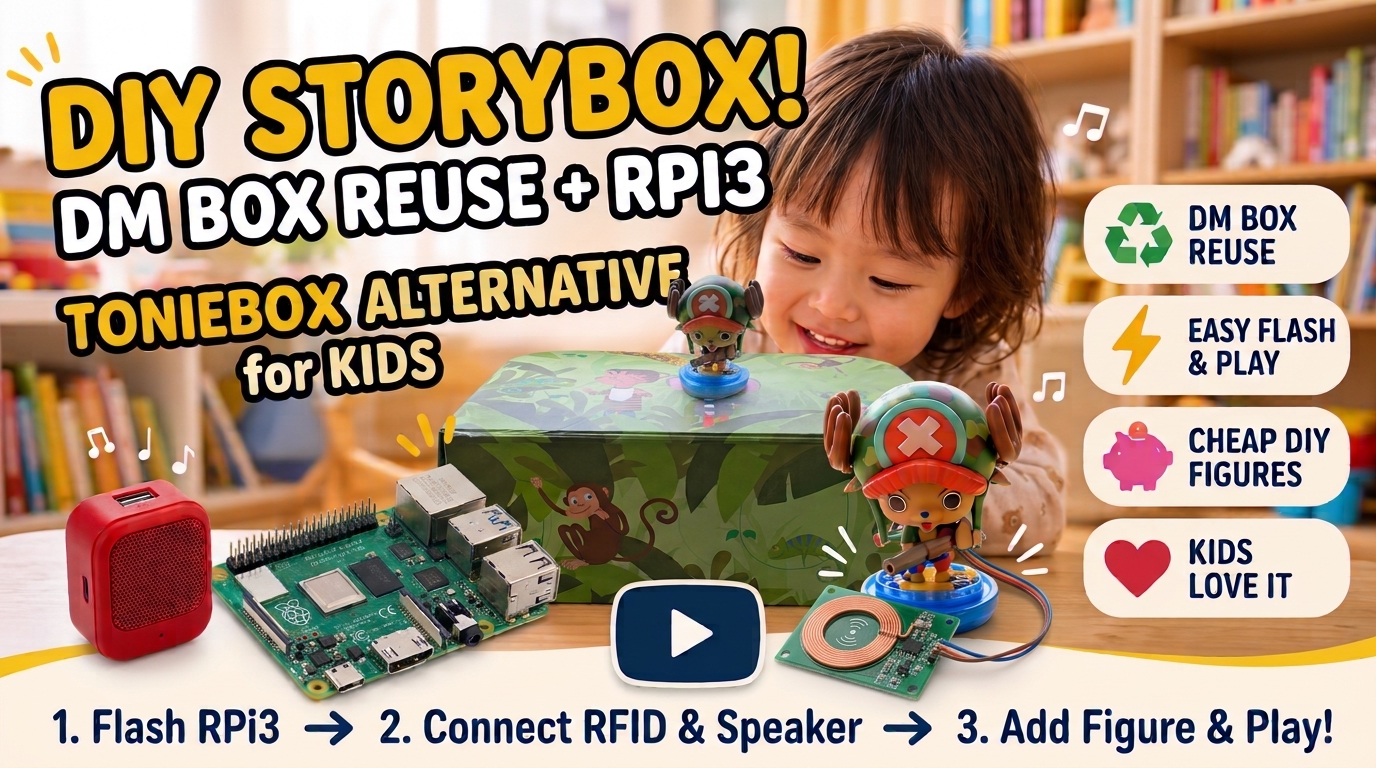 DIY STORYBOX!
DM BOX REUSE + RPI3
TONIEBOX ALTERNATIVE
for KIDS
DM BOX
REUSE
EASY FLASH
& PLAY
CHEAP DIY
FIGURES
KIDS
LOVE IT
1. Flash RPi3 → 2. Connect RFID & Speaker → 3. Add Figure & Play!